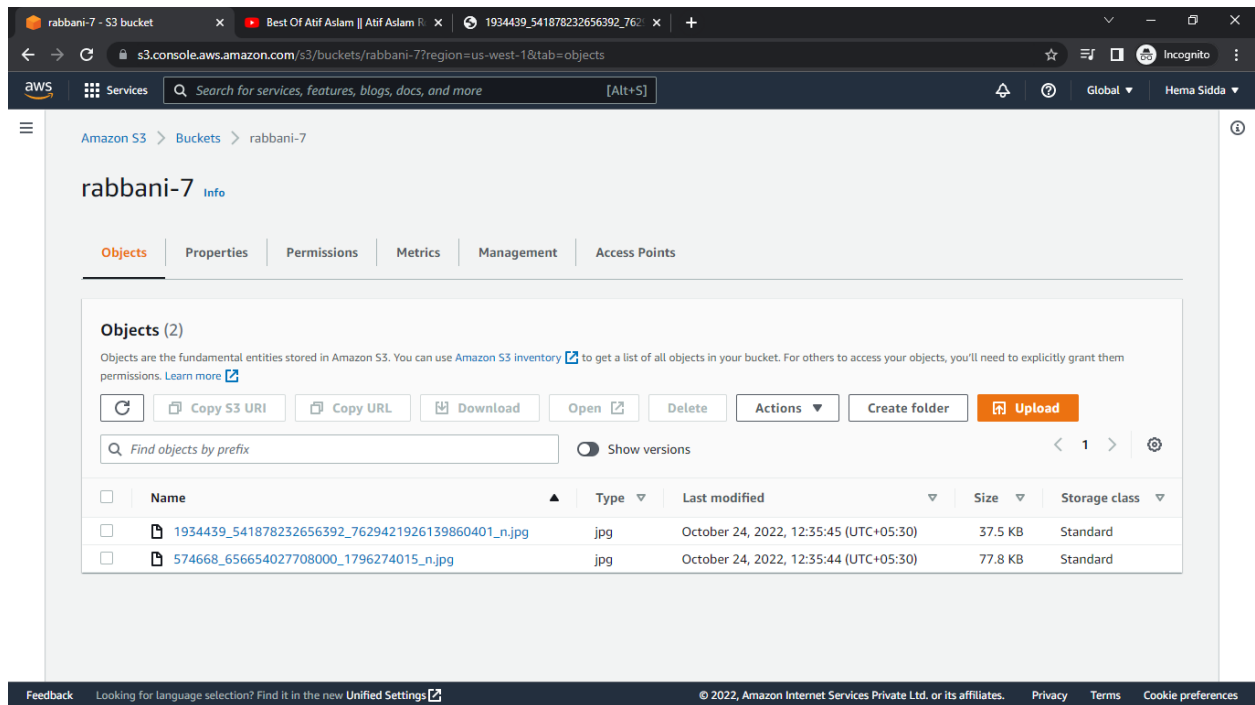 rabbani-7 - S3 bucket
Best Of Atif Aslam || Atif Aslam R
1934439_541878232656392_762
s3.console.aws.amazon.com/s3/buckets/rabbani-7?region=us-west-1&tab=objects
Incognito
aws
Services
Search for services, features, blogs, docs, and more
[Alt+S]
Global
Hema Sidda
Amazon S3 > Buckets > rabbani-7
rabbani-7 Info
Objects
Properties
Permissions
Metrics
Management
Access Points
Objects (2)
Objects are the fundamental entities stored in Amazon S3. You can use Amazon S3 inventory to get a list of all objects in your bucket. For others to access your objects, you'll need to explicitly grant them
permissions. Learn more
Copy S3 URI
Copy URL
Download
Open
Delete
Actions
Create folder
Upload
Find objects by prefix
Show versions
1
Name Type Last modified Size Storage class
1934439_541878232656392_7629421926139860401_n.jpg jpg October 24, 2022, 12:35:45 (UTC+05:30) 37.5 KB Standard
574668_656654027708000_1796274015_n.jpg jpg October 24, 2022, 12:35:44 (UTC+05:30) 77.8 KB Standard
Feedback Looking for language selection? Find it in the new Unified Settings © 2022, Amazon Internet Services Private Ltd. or its affiliates. Privacy Terms Cookie preferences